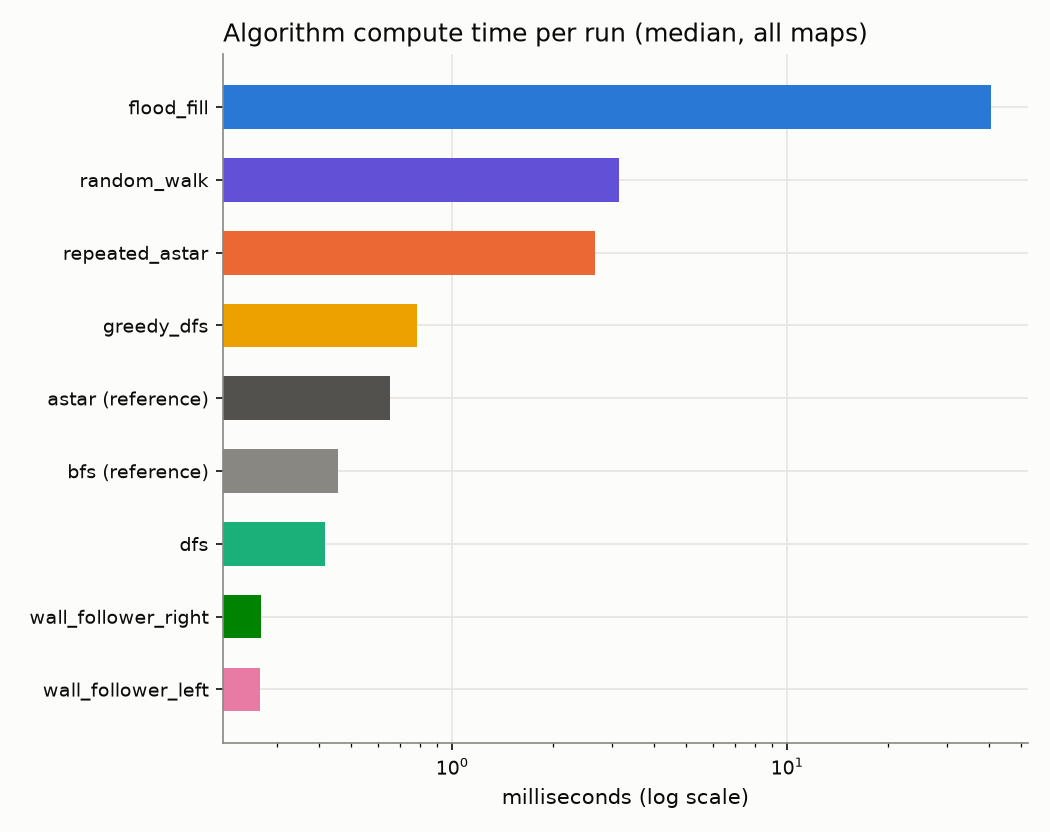 Algorithm compute time per run (median, all maps)
flood_fill
random_walk
repeated_astar
greedy_dfs
astar (reference)
bfs (reference)
dfs
wall_follower_right
wall_follower_left
10⁰
10¹
milliseconds (log scale)